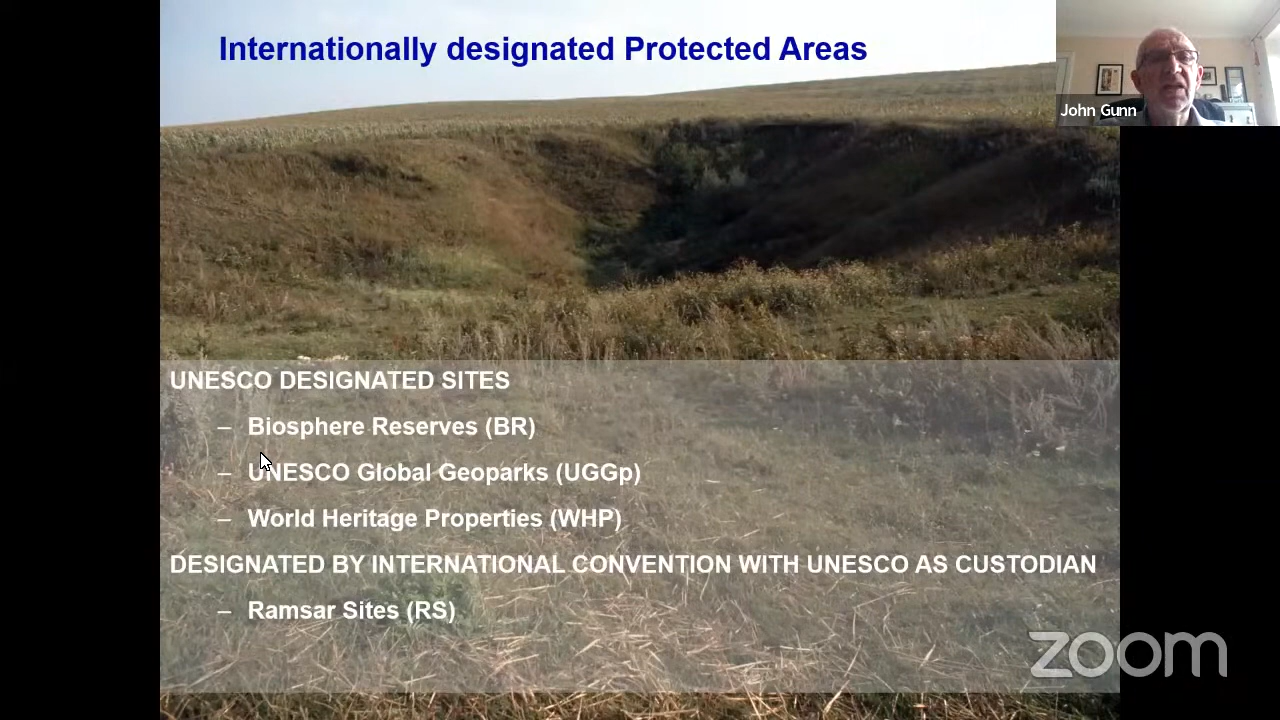 Internationally designated Protected Areas
John Gunn
UNESCO DESIGNATED SITES
– Biosphere Reserves (BR)
– UNESCO Global Geoparks (UGGp)
– World Heritage Properties (WHP)
DESIGNATED BY INTERNATIONAL CONVENTION WITH UNESCO AS CUSTODIAN
– Ramsar Sites (RS)
zoom